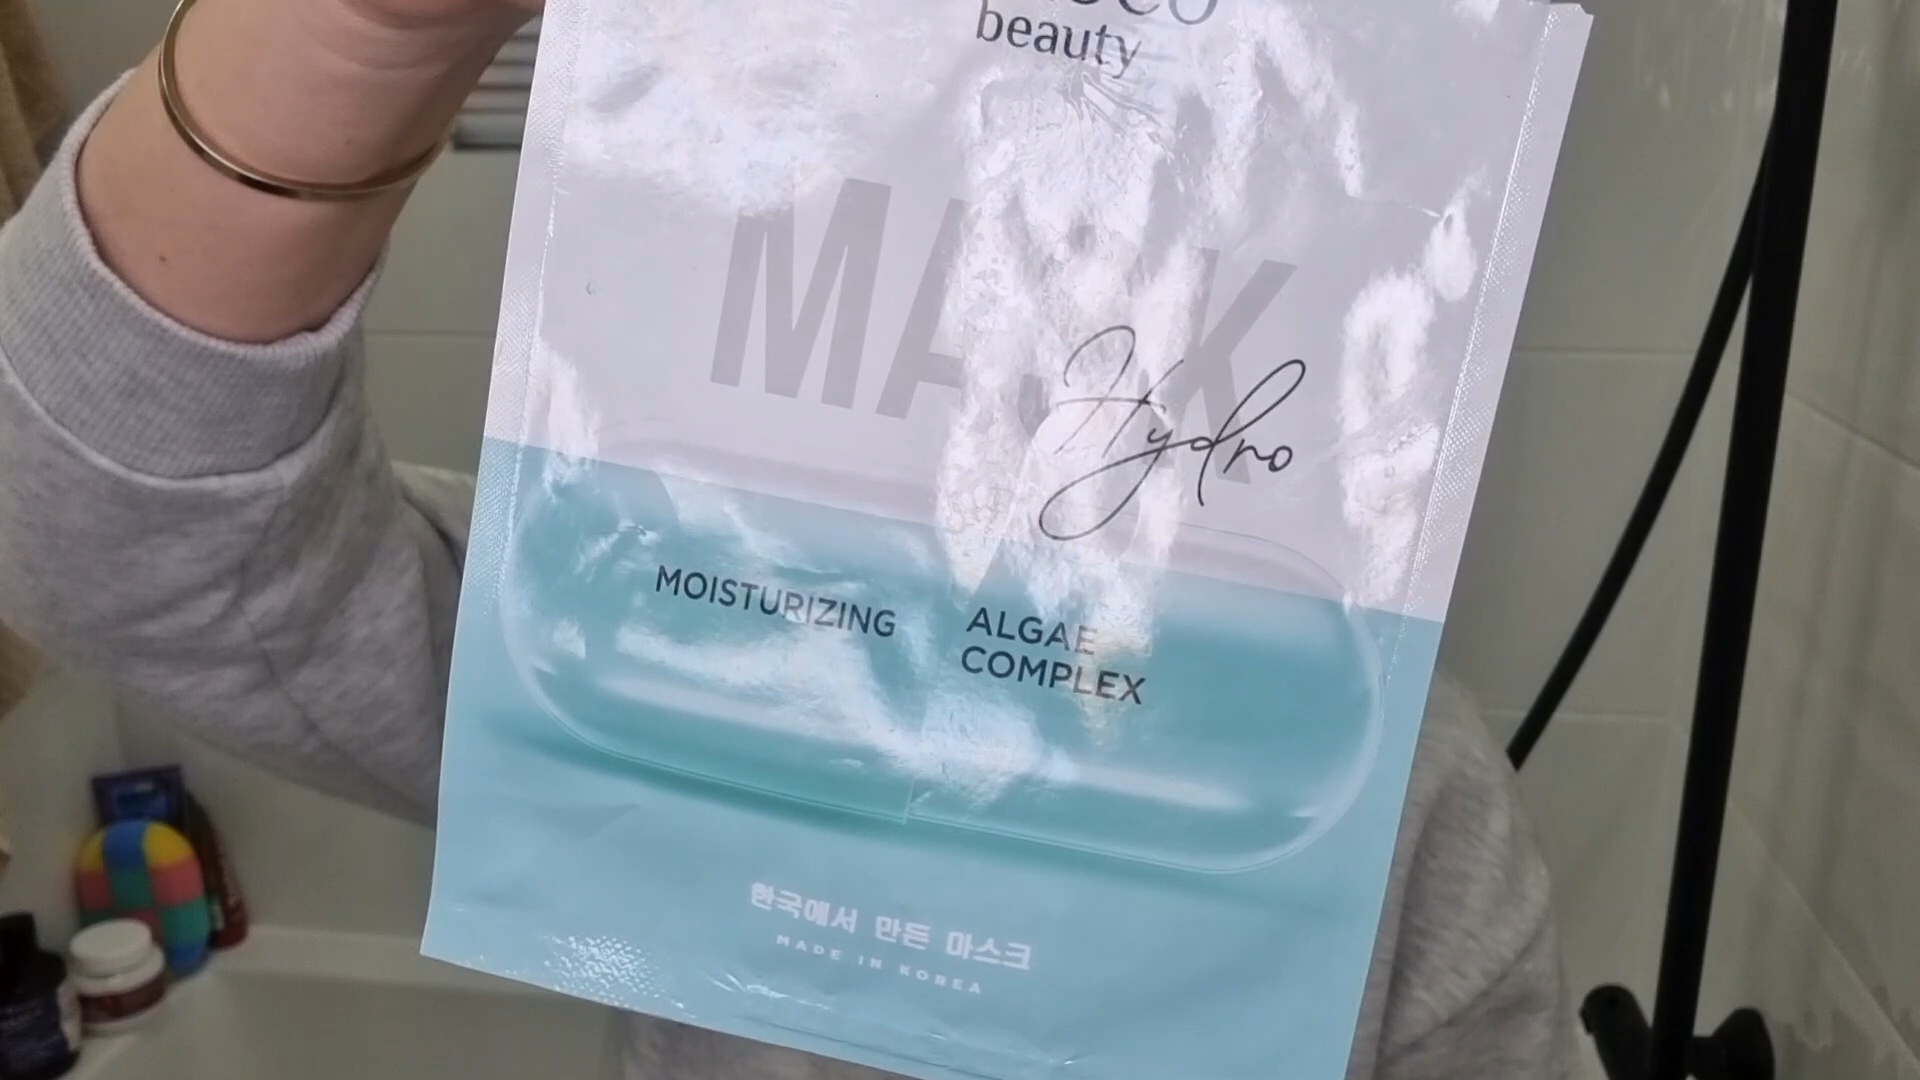 beauty
MASK
Hydro
MOISTURIZING
ALGAE
COMPLEX
한국에서 만든 마스크
MADE IN KOREA